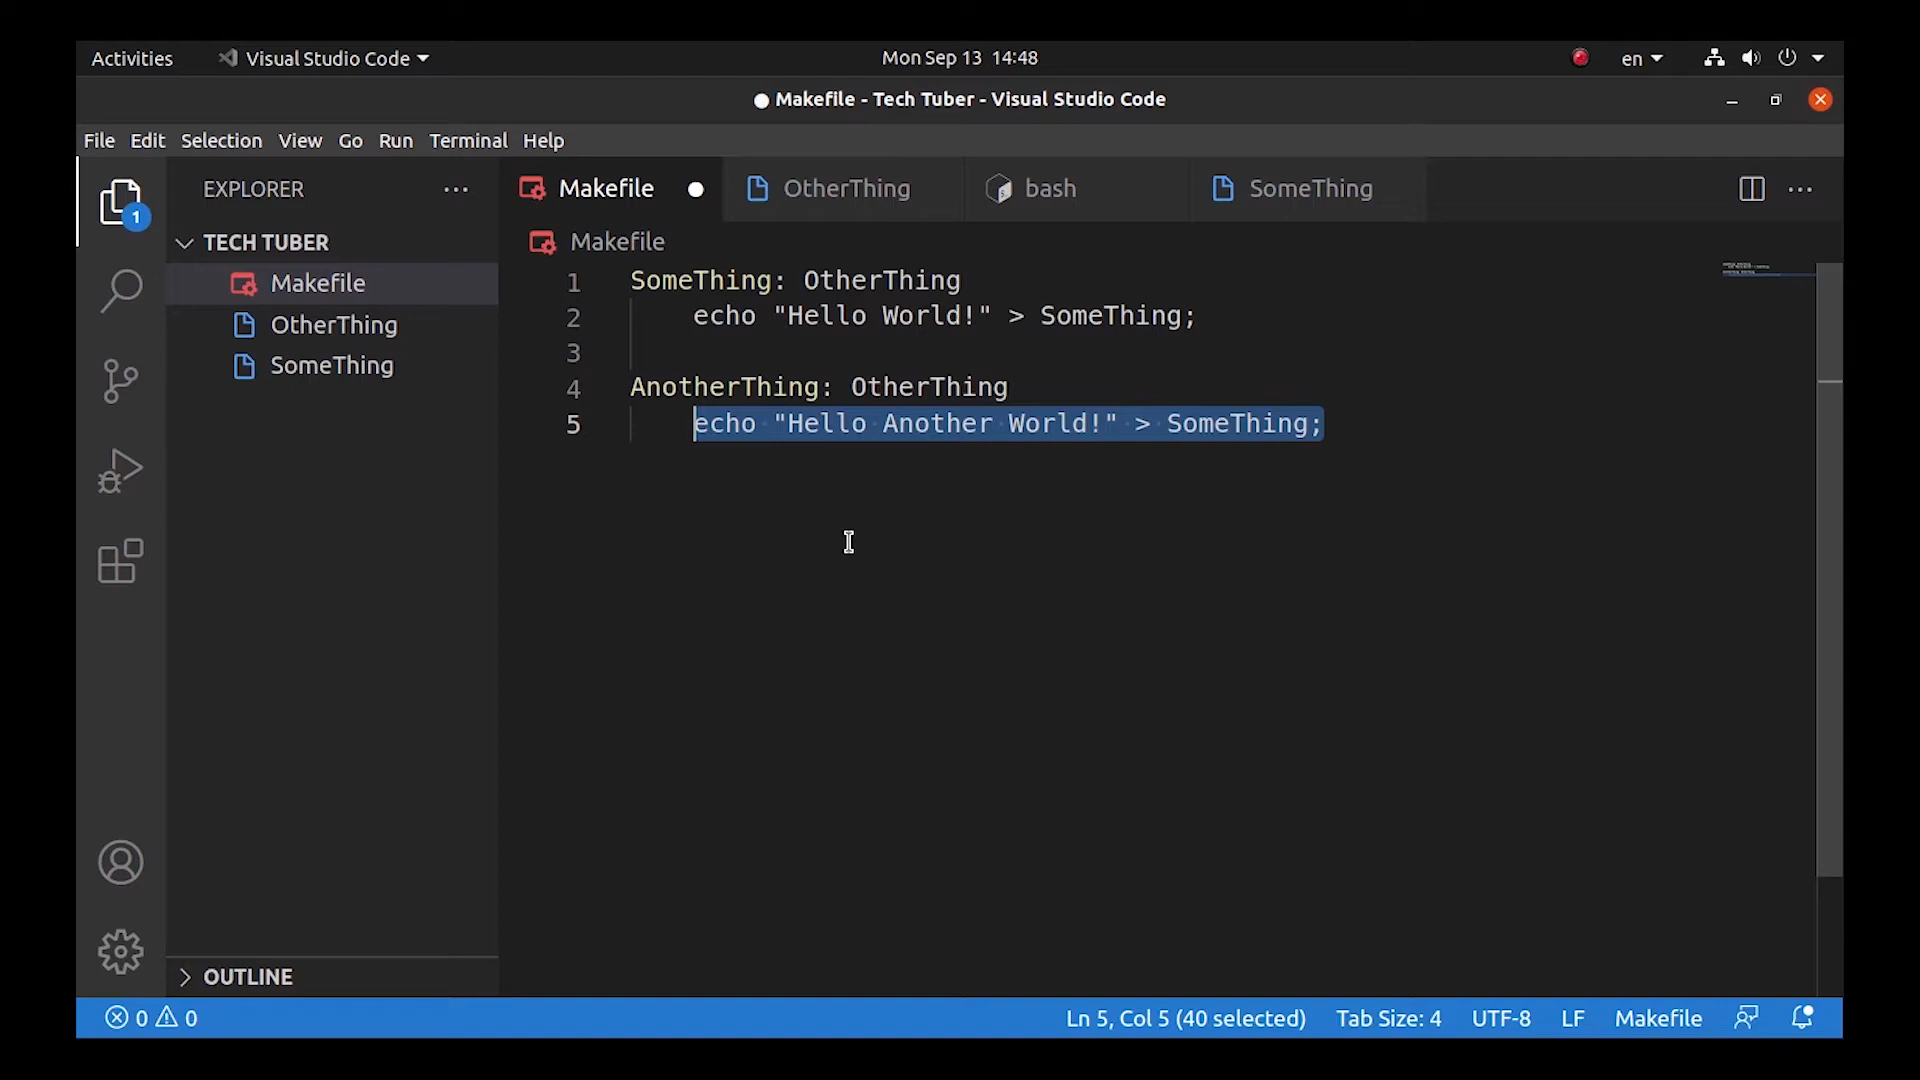 Activities Visual Studio Code Mon Sep 13 14:48 en
Makefile - Tech Tuber - Visual Studio Code
File Edit Selection View Go Run Terminal Help
EXPLORER Makefile OtherThing bash SomeThing
1
TECH TUBER
Makefile
Makefile
OtherThing
SomeThing
1 SomeThing: OtherThing
2 echo "Hello World!" > SomeThing;
3
4 AnotherThing: OtherThing
5 echo "Hello Another World!" > SomeThing;
OUTLINE
0 0 Ln 5, Col 5 (40 selected) Tab Size: 4 UTF-8 LF Makefile